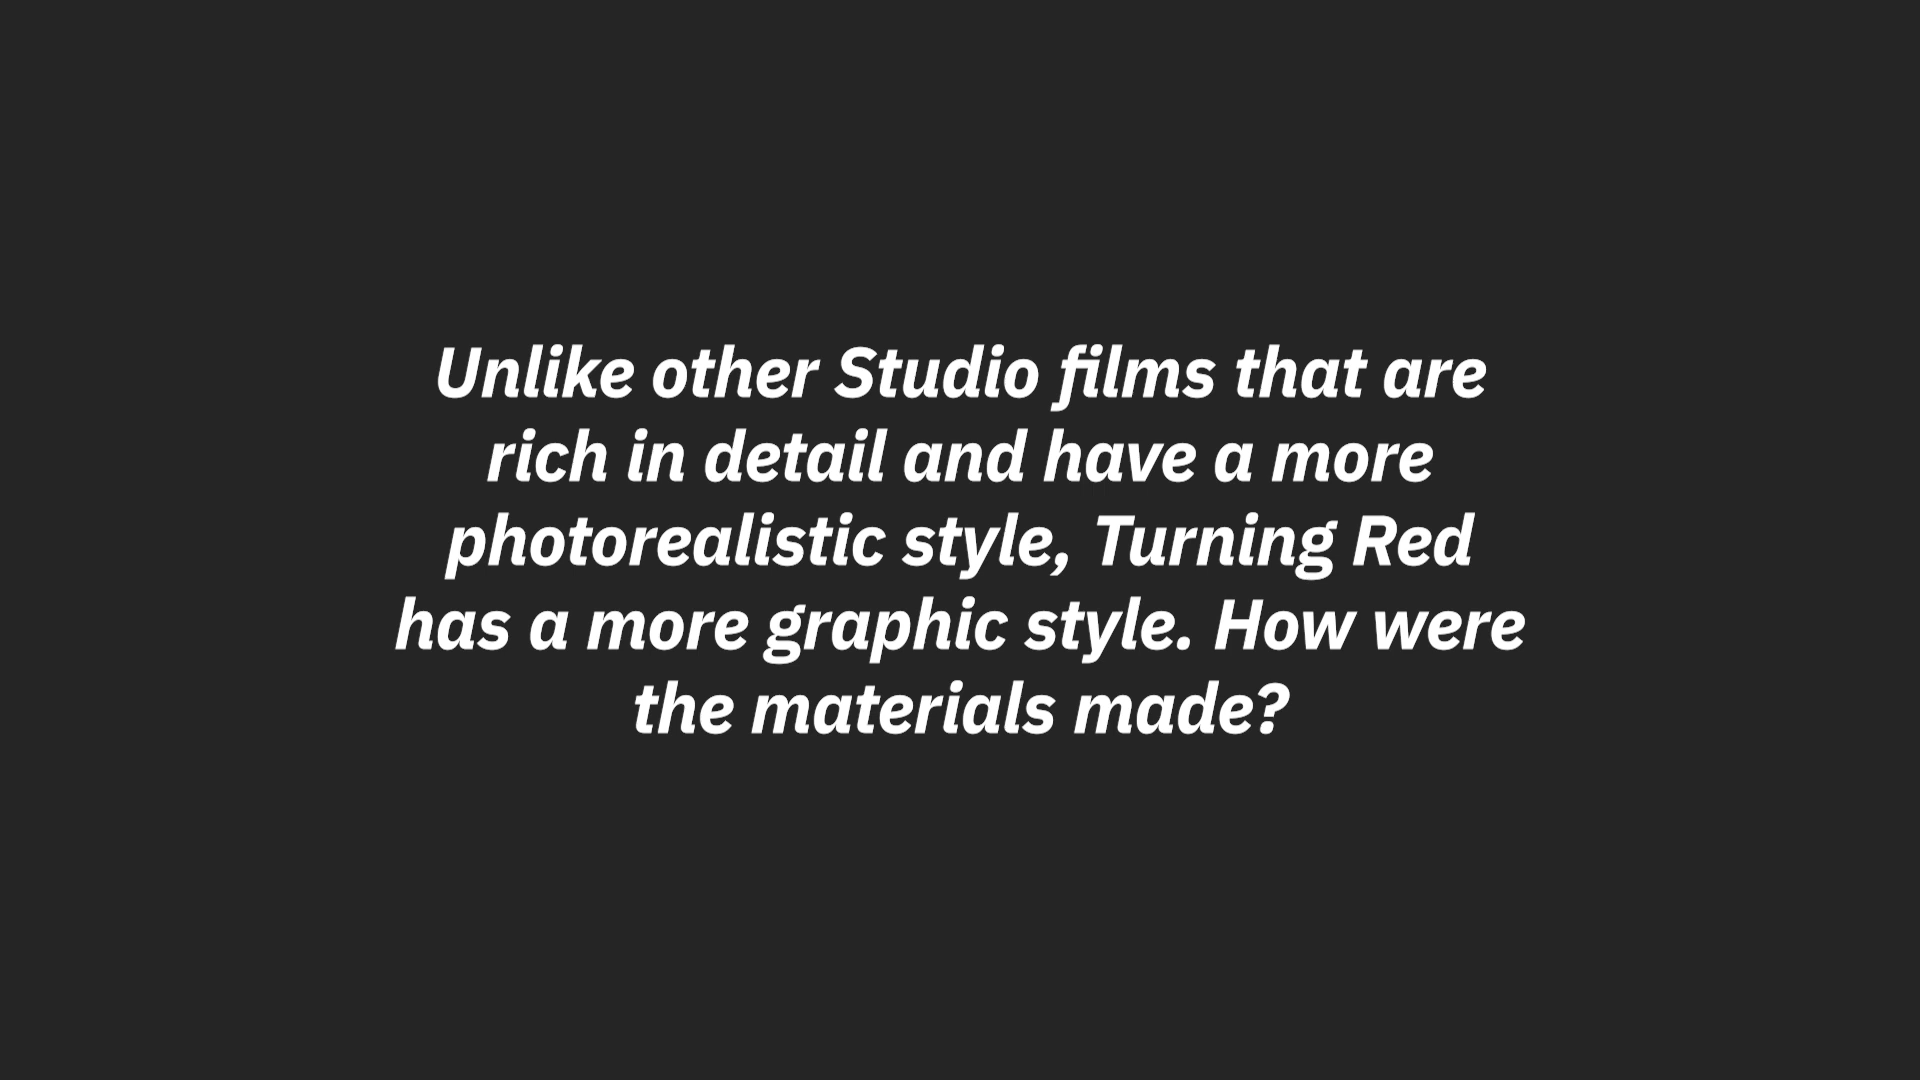 Unlike other Studio films that are
rich in detail and have a more
photorealistic style, Turning Red
has a more graphic style. How were
the materials made?